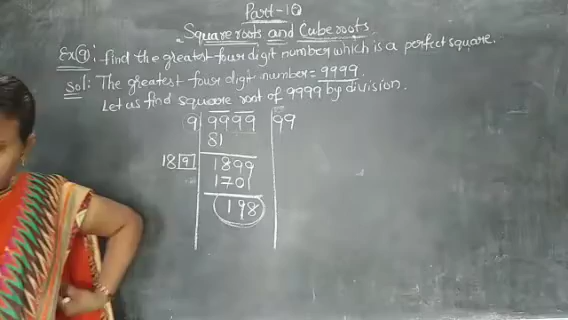 Part-10
Square roots and Cube roots
Ex(9): find the greatest four digit number which is a perfect square.
Sol: The greatest four digit number = 9999.
Let us find square root of 9999 by division.
9 9999 99
81
189 1899
1701
198